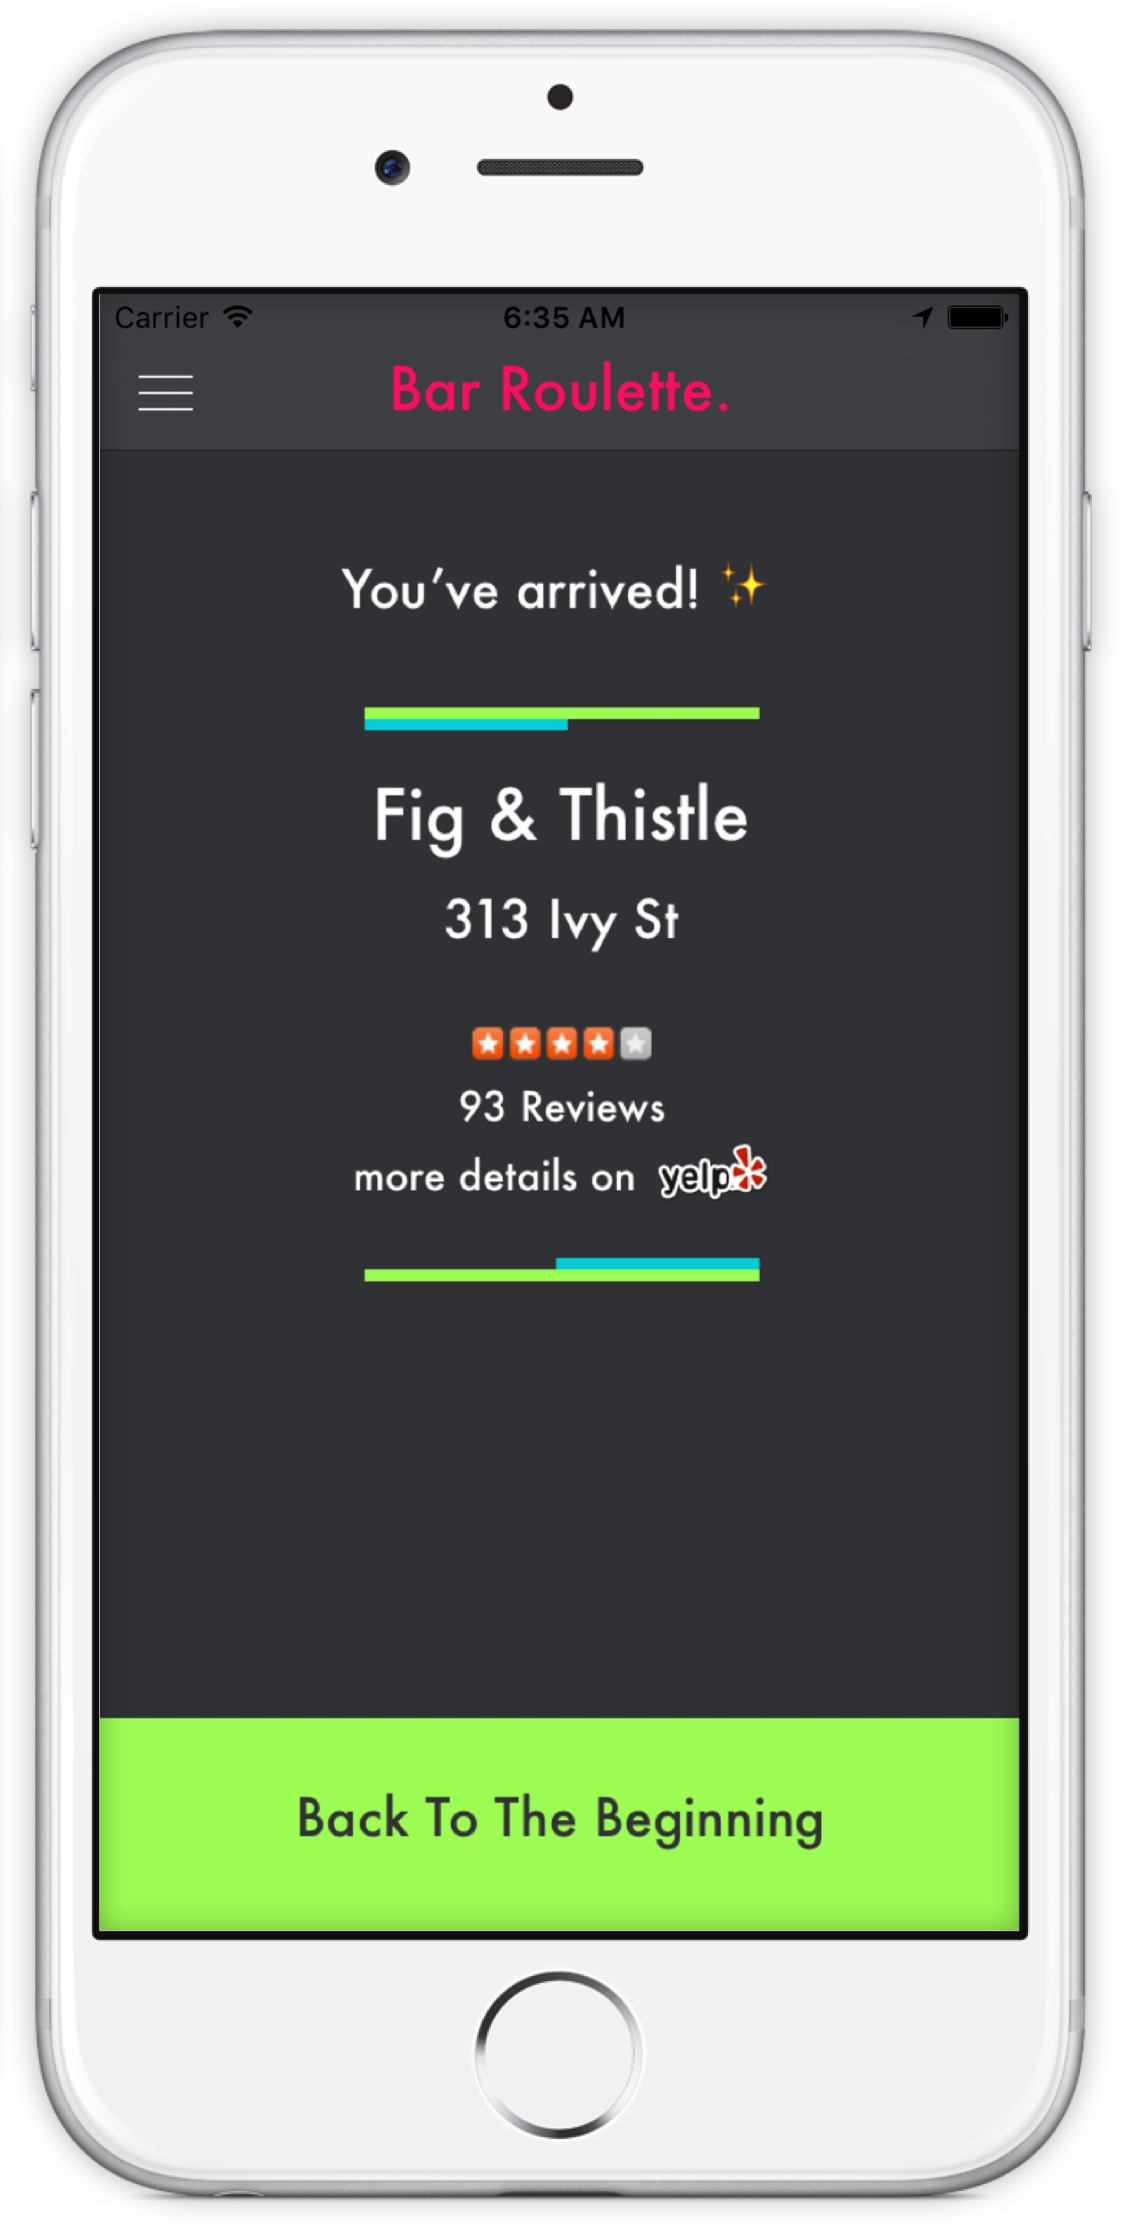 Carrier 6:35 AM
Bar Roulette.
You've arrived! ✨
Fig & Thistle
313 Ivy St
93 Reviews
more details on yelp
Back To The Beginning